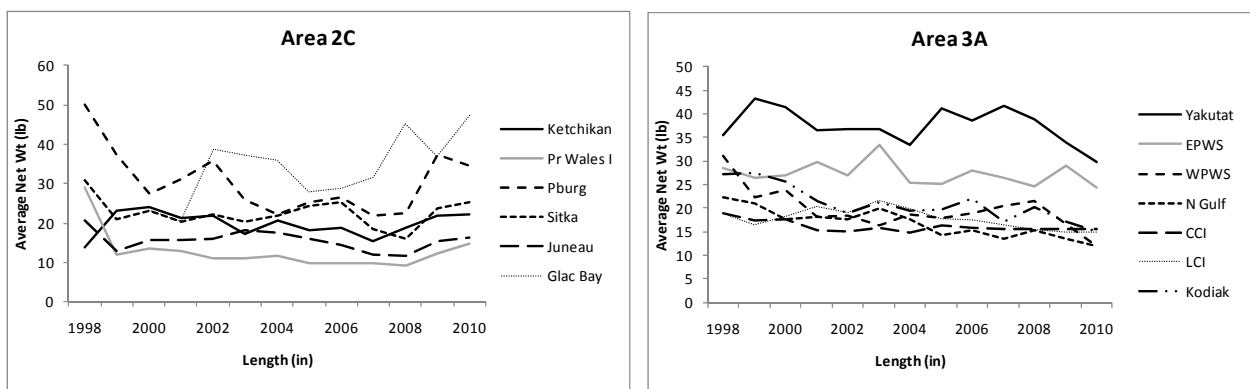 Area 2C
60
50
40
30
20
10
0
Average Net Wt (lb)
1998 2000 2002 2004 2006 2008 2010
Length (in)
Ketchikan
Pr Wales I
Pburg
Sitka
Juneau
Glac Bay
Area 3A
50
45
40
35
30
25
20
15
10
5
0
Average Net Wt (lb)
1998 2000 2002 2004 2006 2008 2010
Length (in)
Yakutat
EPWS
WPWS
N Gulf
CCI
LCI
Kodiak